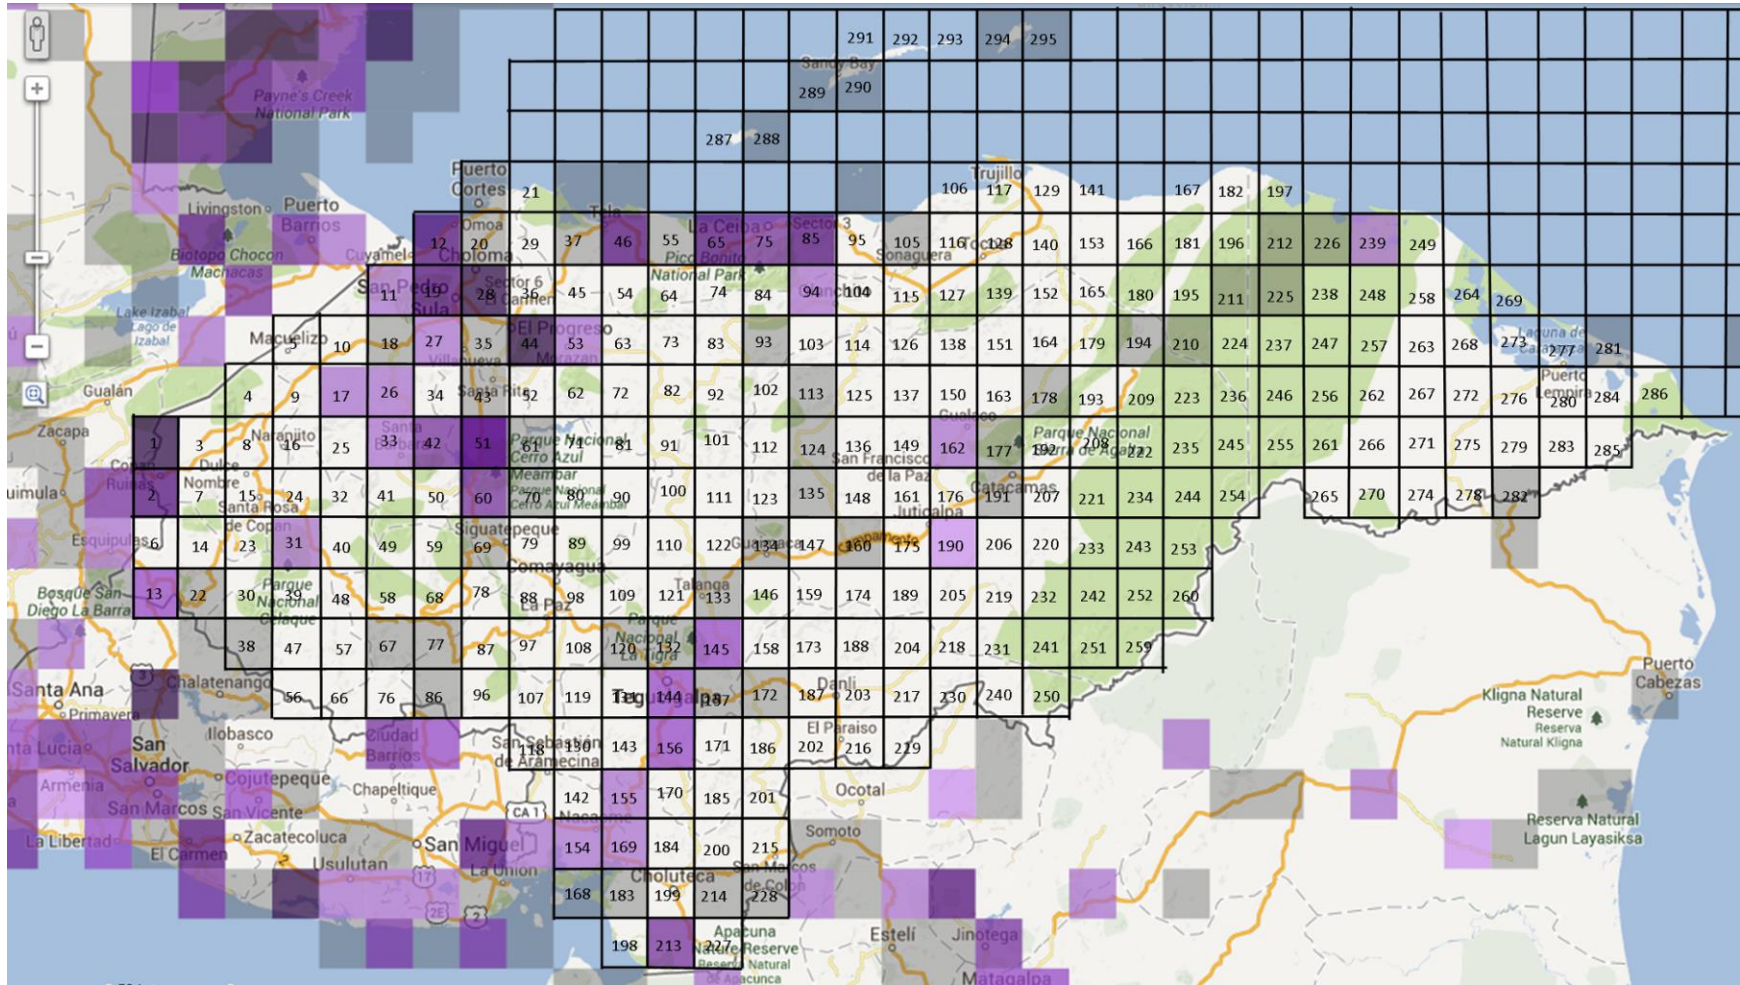 291 292 293 294 295
Sandy Bay
289 290
Payne's Creek
National Park
287 288
Puerto
Cortes
Trujillo
21 106 117 129 141 167 182 197
Livingston
Puerto
Barrios
Tela
La Ceiba
Sector 3
Omoa
12 20 29 37 46 55 65 75 85 95 105 116 128 140 153 166 181 196 212 226 239 249
Biotopo Chocon
Machacas
Cuyamel
Choloma
Pico Bonito
National Park
Sonaguera
Tocoa
San Pedro
Sula
Sector 6
El Carmen
11 19 28 36 45 54 64 74 84 94 104 115 127 139 152 165 180 195 211 225 238 248 258 264 269
Lake Izabal
Lago de
Izabal
Macuelizo
El Progreso
Morazan
Villanueva
Laguna de
5 10 18 27 35 44 53 63 73 83 93 103 114 126 138 151 164 179 194 210 224 237 247 257 263 268 273 277 281
Gualán
Santa Rita
Puerto
Lempira
4 9 17 26 34 43 52 62 72 82 92 102 113 125 137 150 163 178 193 209 223 236 246 256 262 267 272 276 280 284 286
Gualaco
Zacapa
Naranjito
Santa
Barbara
Parque Nacional
Cerro Azul
Meambar
Parque Nacional
Cerro Azul Meambar
San Francisco
de la Paz
Parque Nacional
Sierra de Agalta
1 3 8 16 25 33 42 51 61 71 81 91 101 112 124 136 149 162 177 192 208 222 235 245 255 261 266 271 275 279 283 285
Copan
Ruinas
Dulce
Nombre
Catacamas
2 7 15 24 32 41 50 60 70 80 90 100 111 123 135 148 161 176 191 207 221 234 244 254 265 270 274 278 282
Santa Rosa
de Copan
Juticalpa
Esquipulas
Siguatepeque
Guaimaca
Campamento
6 14 23 31 40 49 59 69 79 89 99 110 122 134 147 160 175 190 206 220 233 243 253
Comayagua
Bosque San
Diego La Barra
Parque
Nacional
Celaque
La Paz
Talanga
13 22 30 39 48 58 68 78 88 98 109 121 133 146 159 174 189 205 219 232 242 252 260
Parque
Nacional
La Tigra
38 47 57 67 77 87 97 108 120 132 145 158 173 188 204 218 231 241 251 259
Santa Ana
3
Chalatenango
Tegucigalpa
Danli
Puerto
Cabezas
56 66 76 86 96 107 119 131 144 157 172 187 203 217 230 240 250
Primavera
Kligna Natural
Reserve
Reserva
Natural Kligna
Ilobasco
Ciudad
Barrios
San Sebastián
de Aramecina
El Paraiso
118 130 143 156 171 186 202 216 229
San
Salvador
Armenia
Cojutepeque
Chapeltique
Ocotal
142 155 170 185 201
San Marcos
San Vicente
CA 1
Nacaome
Reserva Natural
Lagun Layasiksa
La Libertad
El Carmen
Zacatecoluca
San Miguel
Somoto
154 169 184 200 215
Usulutan
La Union
17
Choluteca
San Marcos
de Colon
168 183 199 214 228
2
2E
2
Apacuna
Nature Reserve
Reserva Natural
de Apacunca
Estelí
Jinotega
198 213 227
Matagalpa